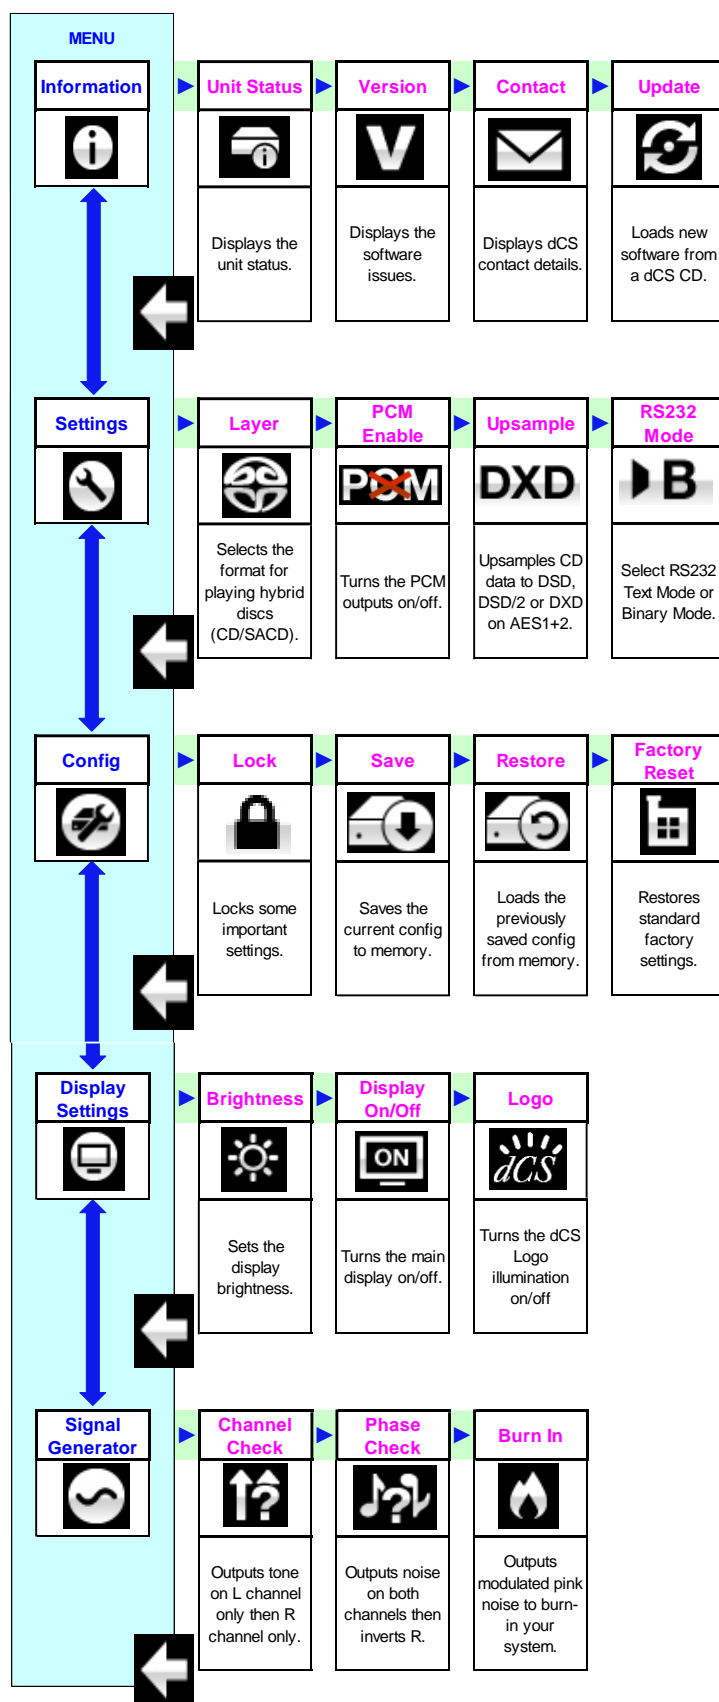 MENU
Information
Unit Status
Version
Contact
Update
V
Displays the
unit status.
Displays the
software
issues.
Displays dCS
contact details.
Loads new
software from
a dCS CD.
Settings
Layer
PCM
Enable
Upsample
RS232
Mode
PCM
DXD
B
Selects the
format for
playing hybrid
discs
(CD/SACD).
Turns the PCM
outputs on/off.
Upsamples CD
data to DSD,
DSD/2 or DXD
on AES1+2.
Select RS232
Text Mode or
Binary Mode.
Config
Lock
Save
Restore
Factory
Reset
Locks some
important
settings.
Saves the
current config
to memory.
Loads the
previously
saved config
from memory.
Restores
standard
factory
settings.
Display
Settings
Brightness
Display
On/Off
Logo
ON
dCS
Sets the
display
brightness.
Turns the main
display on/off.
Turns the dCS
Logo
illumination
on/off
Signal
Generator
Channel
Check
Phase
Check
Burn In
?
?
Outputs tone
on L channel
only then R
channel only.
Outputs noise
on both
channels then
inverts R.
Outputs
modulated pink
noise to burn-
in your
system.